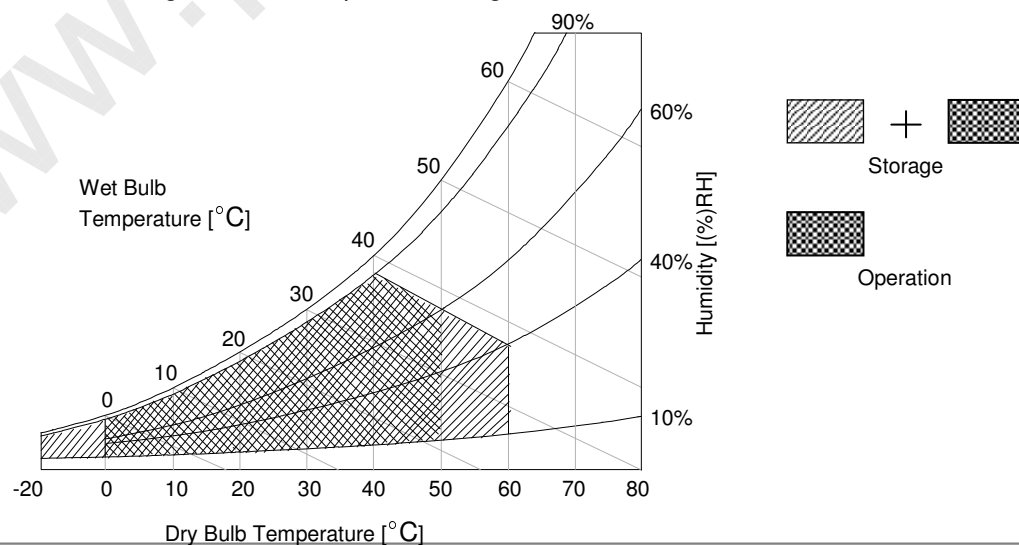 90%
60
60%
50
Wet Bulb
Temperature [°C]
40
40%
Humidity [(%)RH]
30
20
10
0
10%
-20 0 10 20 30 40 50 60 70 80
Dry Bulb Temperature [°C]
+
Storage
Operation